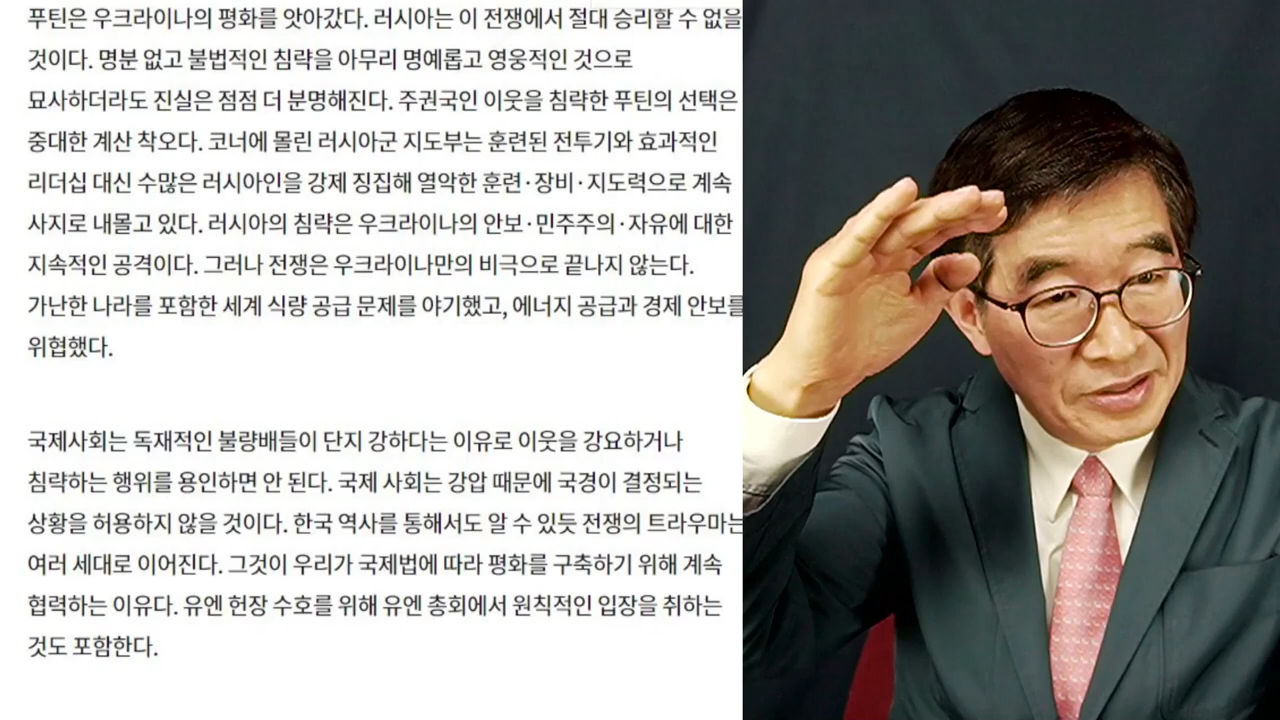 푸틴은 우크라이나의 평화를 앗아갔다. 러시아는 이 전쟁에서 절대 승리할 수 없을
것이다. 명분 없고 불법적인 침략을 아무리 명예롭고 영웅적인 것으로
묘사하더라도 진실은 점점 더 분명해진다. 주권국인 이웃을 침략한 푸틴의 선택은
중대한 계산 착오다. 코너에 몰린 러시아군 지도부는 훈련된 전투기와 효과적인
리더십 대신 수많은 러시아인을 강제 징집해 열악한 훈련·장비·지도력으로 계속
사지로 내몰고 있다. 러시아의 침략은 우크라이나의 안보·민주주의·자유에 대한
지속적인 공격이다. 그러나 전쟁은 우크라이나만의 비극으로 끝나지 않는다.
가난한 나라를 포함한 세계 식량 공급 문제를 야기했고, 에너지 공급과 경제 안보를
위협했다.
국제사회는 독재적인 불량배들이 단지 강하다는 이유로 이웃을 강요하거나
침략하는 행위를 용인하면 안 된다. 국제 사회는 강압 때문에 국경이 결정되는
상황을 허용하지 않을 것이다. 한국 역사를 통해서도 알 수 있듯 전쟁의 트라우마는
여러 세대로 이어진다. 그것이 우리가 국제법에 따라 평화를 구축하기 위해 계속
협력하는 이유다. 유엔 헌장 수호를 위해 유엔 총회에서 원칙적인 입장을 취하는
것도 포함한다.